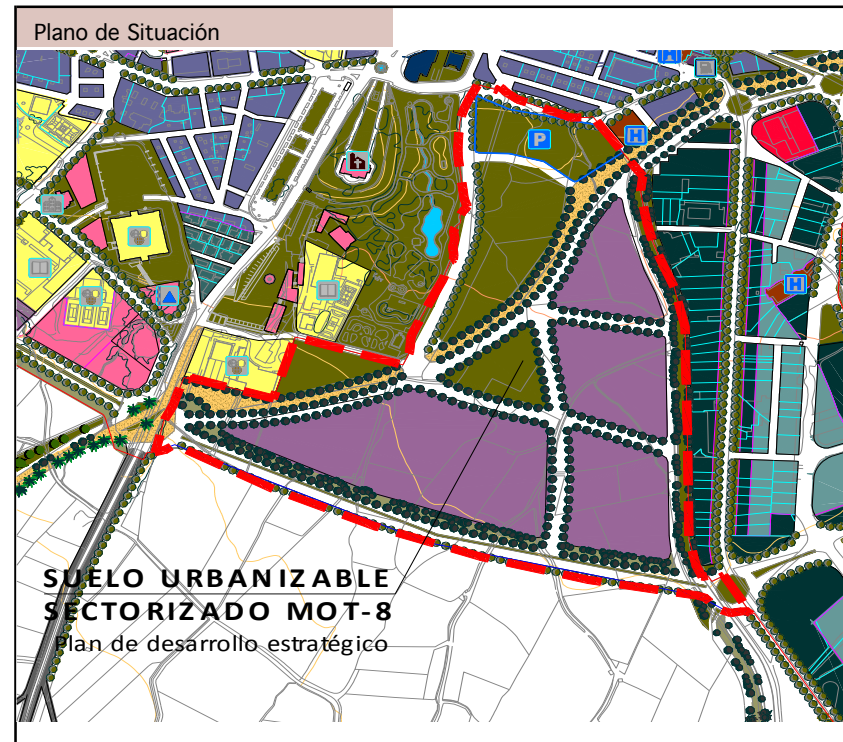 Plano de Situación
H
P
H
H
SUELO URBANIZABLE
SECTORIZADO MOT-8
Plan de desarrollo estratégico